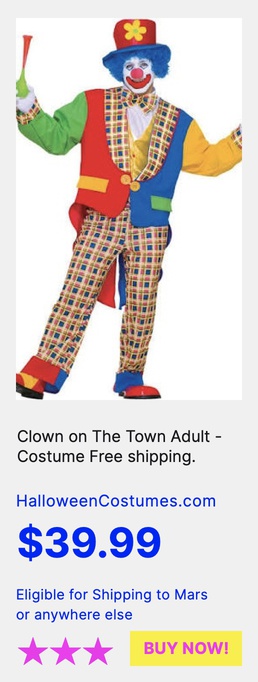 Clown on The Town Adult -
Costume Free shipping.
HalloweenCostumes.com
$39.99
Eligible for Shipping to Mars
or anywhere else
BUY NOW!